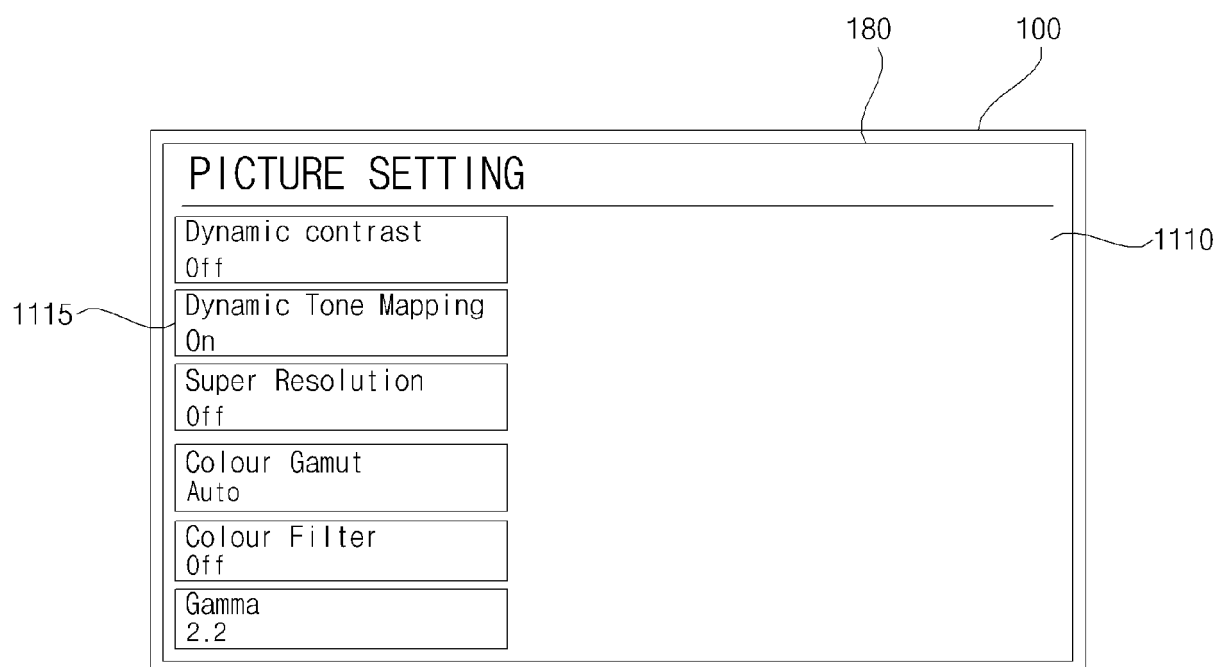 180
100
PICTURE SETTING
Dynamic contrast
Off
1110
Dynamic Tone Mapping
1115
On
Super Resolution
Off
Colour Gamut
Auto
Colour Filter
Off
Gamma
2.2